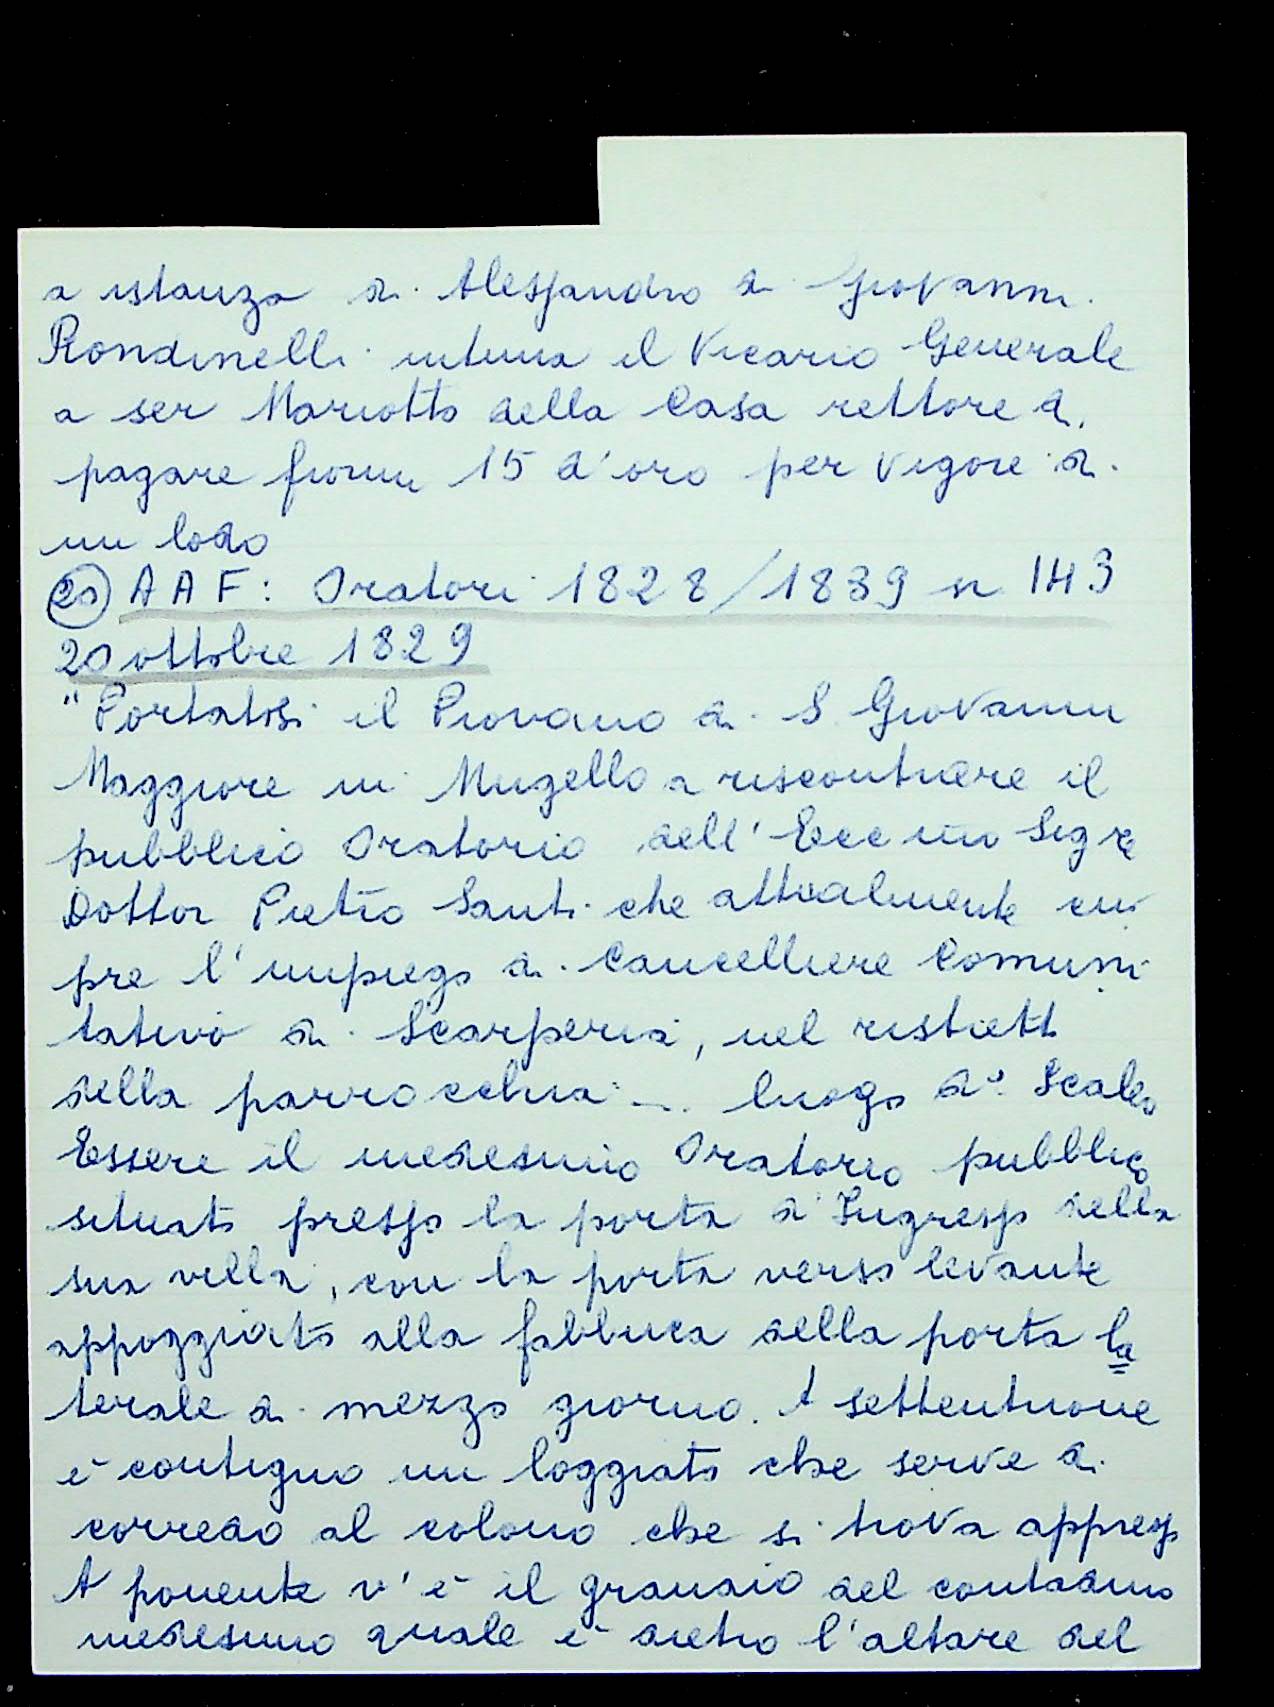 a istanza di Alessandro di Giovanni
Rondinelli intima il Vicario Generale
a ser Mariotto della Casa rettore di
pagare fiorini 15 d'oro per vigore di
un lodo
20 AAF: Oratori 1828/1839 n 143
20 ottobre 1829
"Portatosi il Piovano di S. Giovanni
Maggiore in Mugello a riscontrare il
pubblico Oratorio dell'Ecc mo Sigre
Dottor Pietro Santi che attualmente cuo
pre l'impiego di Cancelliere Comuni
tativo di Scarperia, nel ristretto
della parrocchia ... luogo do Scales
Essere il medesimo Oratorio pubblico
situato presso la porta d'Ingresso della
sua villa, con la porta verso levante
appoggiato alla fabbrica della porta la
terale a mezzo giorno. A settentrione
è contiguo un loggiato che serve di
corredo al colono che si trova appresso
A ponente v'è il granaio del contadino
medesimo quale è dietro l'altare del